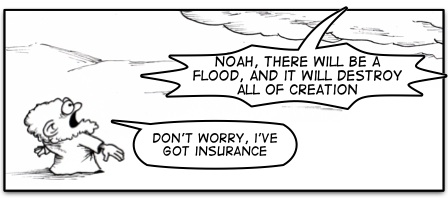 NOAH, THERE WILL BE A
FLOOD, AND IT WILL DESTROY
ALL OF CREATION
DON'T WORRY, I'VE
GOT INSURANCE